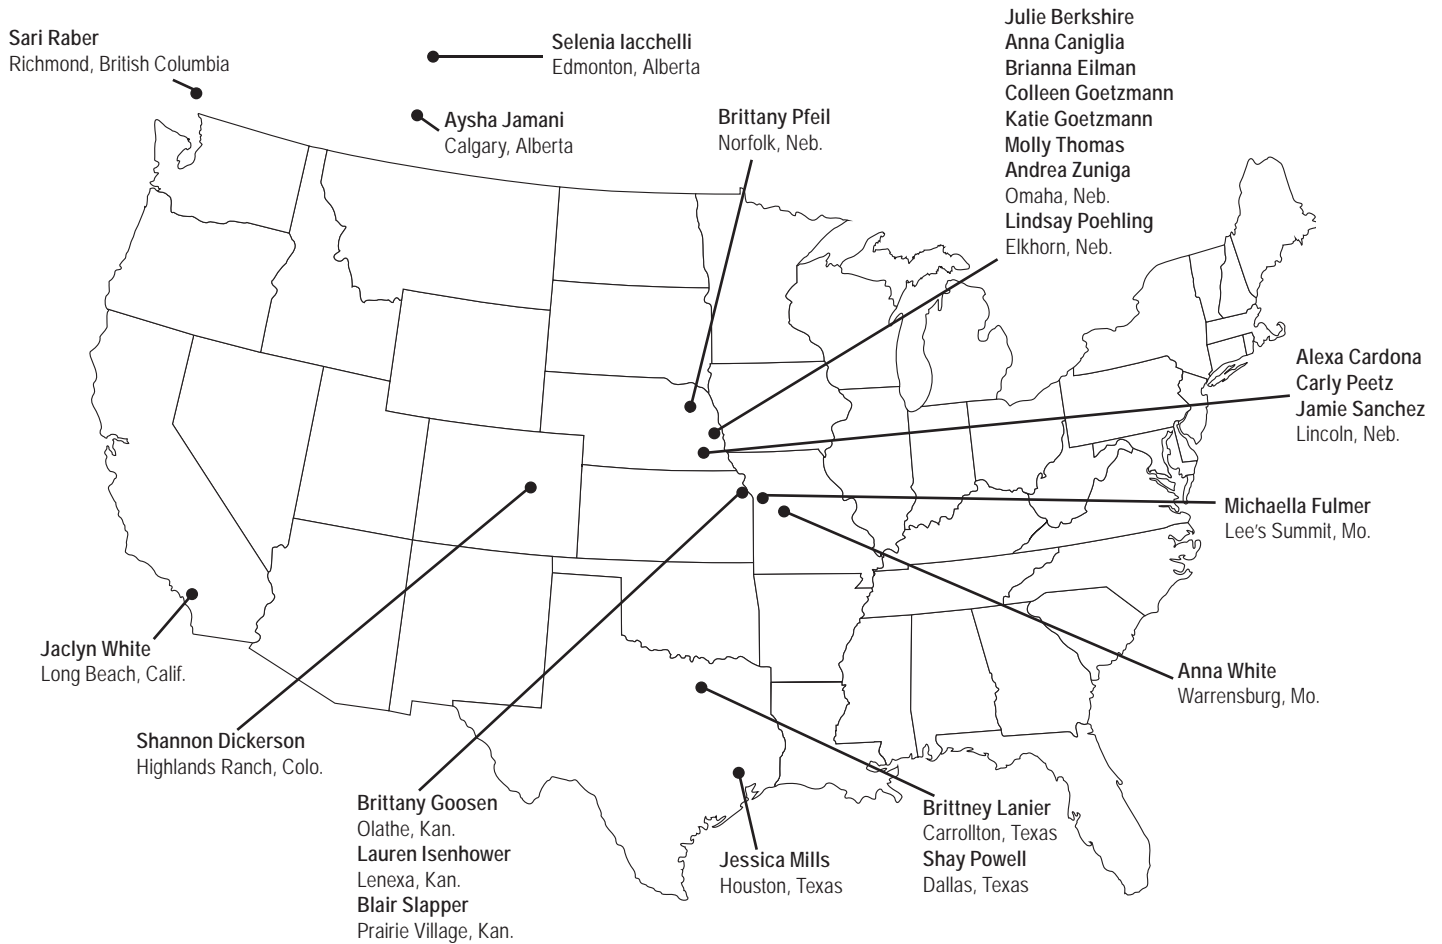 Sari Raber
Richmond, British Columbia
Selenia Iacchelli
Edmonton, Alberta
Aysha Jamani
Calgary, Alberta
Brittany Pfeil
Norfolk, Neb.
Julie Berkshire
Anna Caniglia
Brianna Eilman
Colleen Goetzmann
Katie Goetzmann
Molly Thomas
Andrea Zuniga
Omaha, Neb.
Lindsay Poehling
Elkhorn, Neb.
Alexa Cardona
Carly Peetz
Jamie Sanchez
Lincoln, Neb.
Michaella Fulmer
Lee's Summit, Mo.
Anna White
Warrensburg, Mo.
Jaclyn White
Long Beach, Calif.
Shannon Dickerson
Highlands Ranch, Colo.
Brittany Goosen
Olathe, Kan.
Lauren Isenhower
Lenexa, Kan.
Blair Slapper
Prairie Village, Kan.
Jessica Mills
Houston, Texas
Brittney Lanier
Carrollton, Texas
Shay Powell
Dallas, Texas